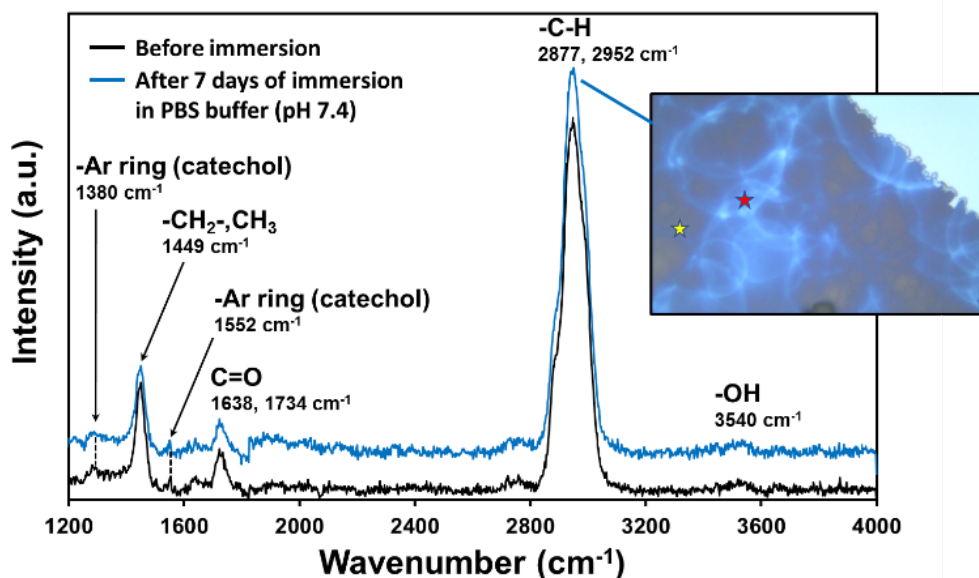 Before immersion
After 7 days of immersion
in PBS buffer (pH 7.4)
-C-H
2877, 2952 cm⁻¹
-Ar ring (catechol)
1380 cm⁻¹
-CH₂-,CH₃
1449 cm⁻¹
-Ar ring (catechol)
1552 cm⁻¹
C=O
1638, 1734 cm⁻¹
-OH
3540 cm⁻¹
Intensity (a.u.)
1200 1600 2000 2400 2800 3200 3600 4000
Wavenumber (cm⁻¹)